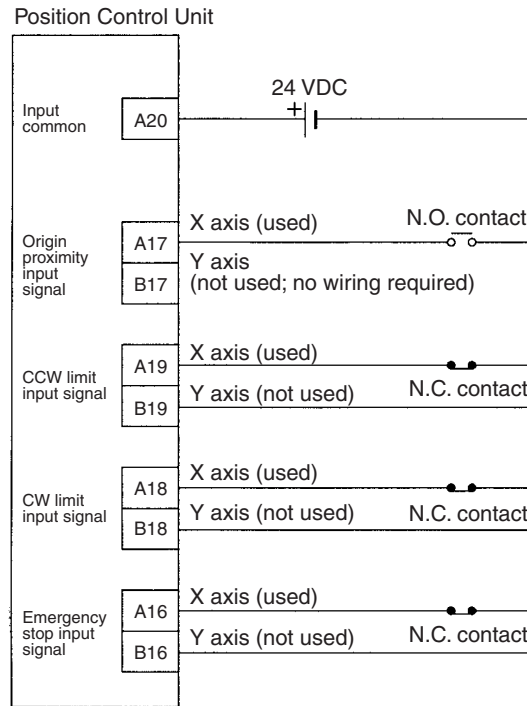 Position Control Unit
24 VDC
+
Input
common
A20
X axis (used)
N.O. contact
Origin
proximity
input
signal
A17
B17
Y axis
(not used; no wiring required)
X axis (used)
CCW limit
input signal
A19
B19
N.C. contact
Y axis (not used)
X axis (used)
CW limit
input signal
A18
B18
N.C. contact
Y axis (not used)
X axis (used)
Emergency
stop input
signal
A16
B16
N.C. contact
Y axis (not used)